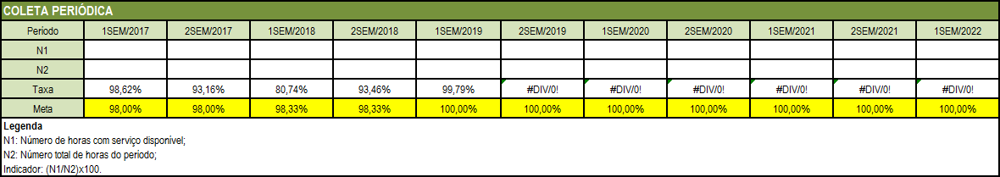 COLETA PERIÓDICA
Período 1SEM/2017 2SEM/2017 1SEM/2018 2SEM/2018 1SEM/2019 2SEM/2019 1SEM/2020 2SEM/2020 1SEM/2021 2SEM/2021 1SEM/2022
N1
N2
Taxa 98,62% 93,16% 80,74% 93,46% 99,79% #DIV/0! #DIV/0! #DIV/0! #DIV/0! #DIV/0! #DIV/0!
Meta 98,00% 98,00% 98,33% 98,33% 100,00% 100,00% 100,00% 100,00% 100,00% 100,00% 100,00%
Legenda
N1: Número de horas com serviço disponível;
N2: Número total de horas do período;
Indicador: (N1/N2)x100.